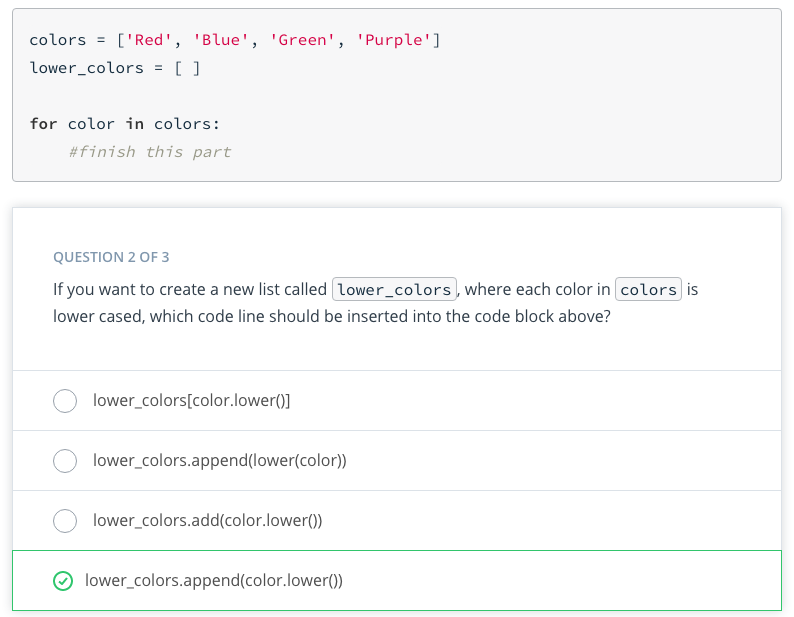 colors = ['Red', 'Blue', 'Green', 'Purple']
lower_colors = [ ]
for color in colors:
#finish this part
QUESTION 2 OF 3
If you want to create a new list called lower_colors, where each color in colors is
lower cased, which code line should be inserted into the code block above?
lower_colors[color.lower()]
lower_colors.append(lower(color))
lower_colors.add(color.lower())
lower_colors.append(color.lower())